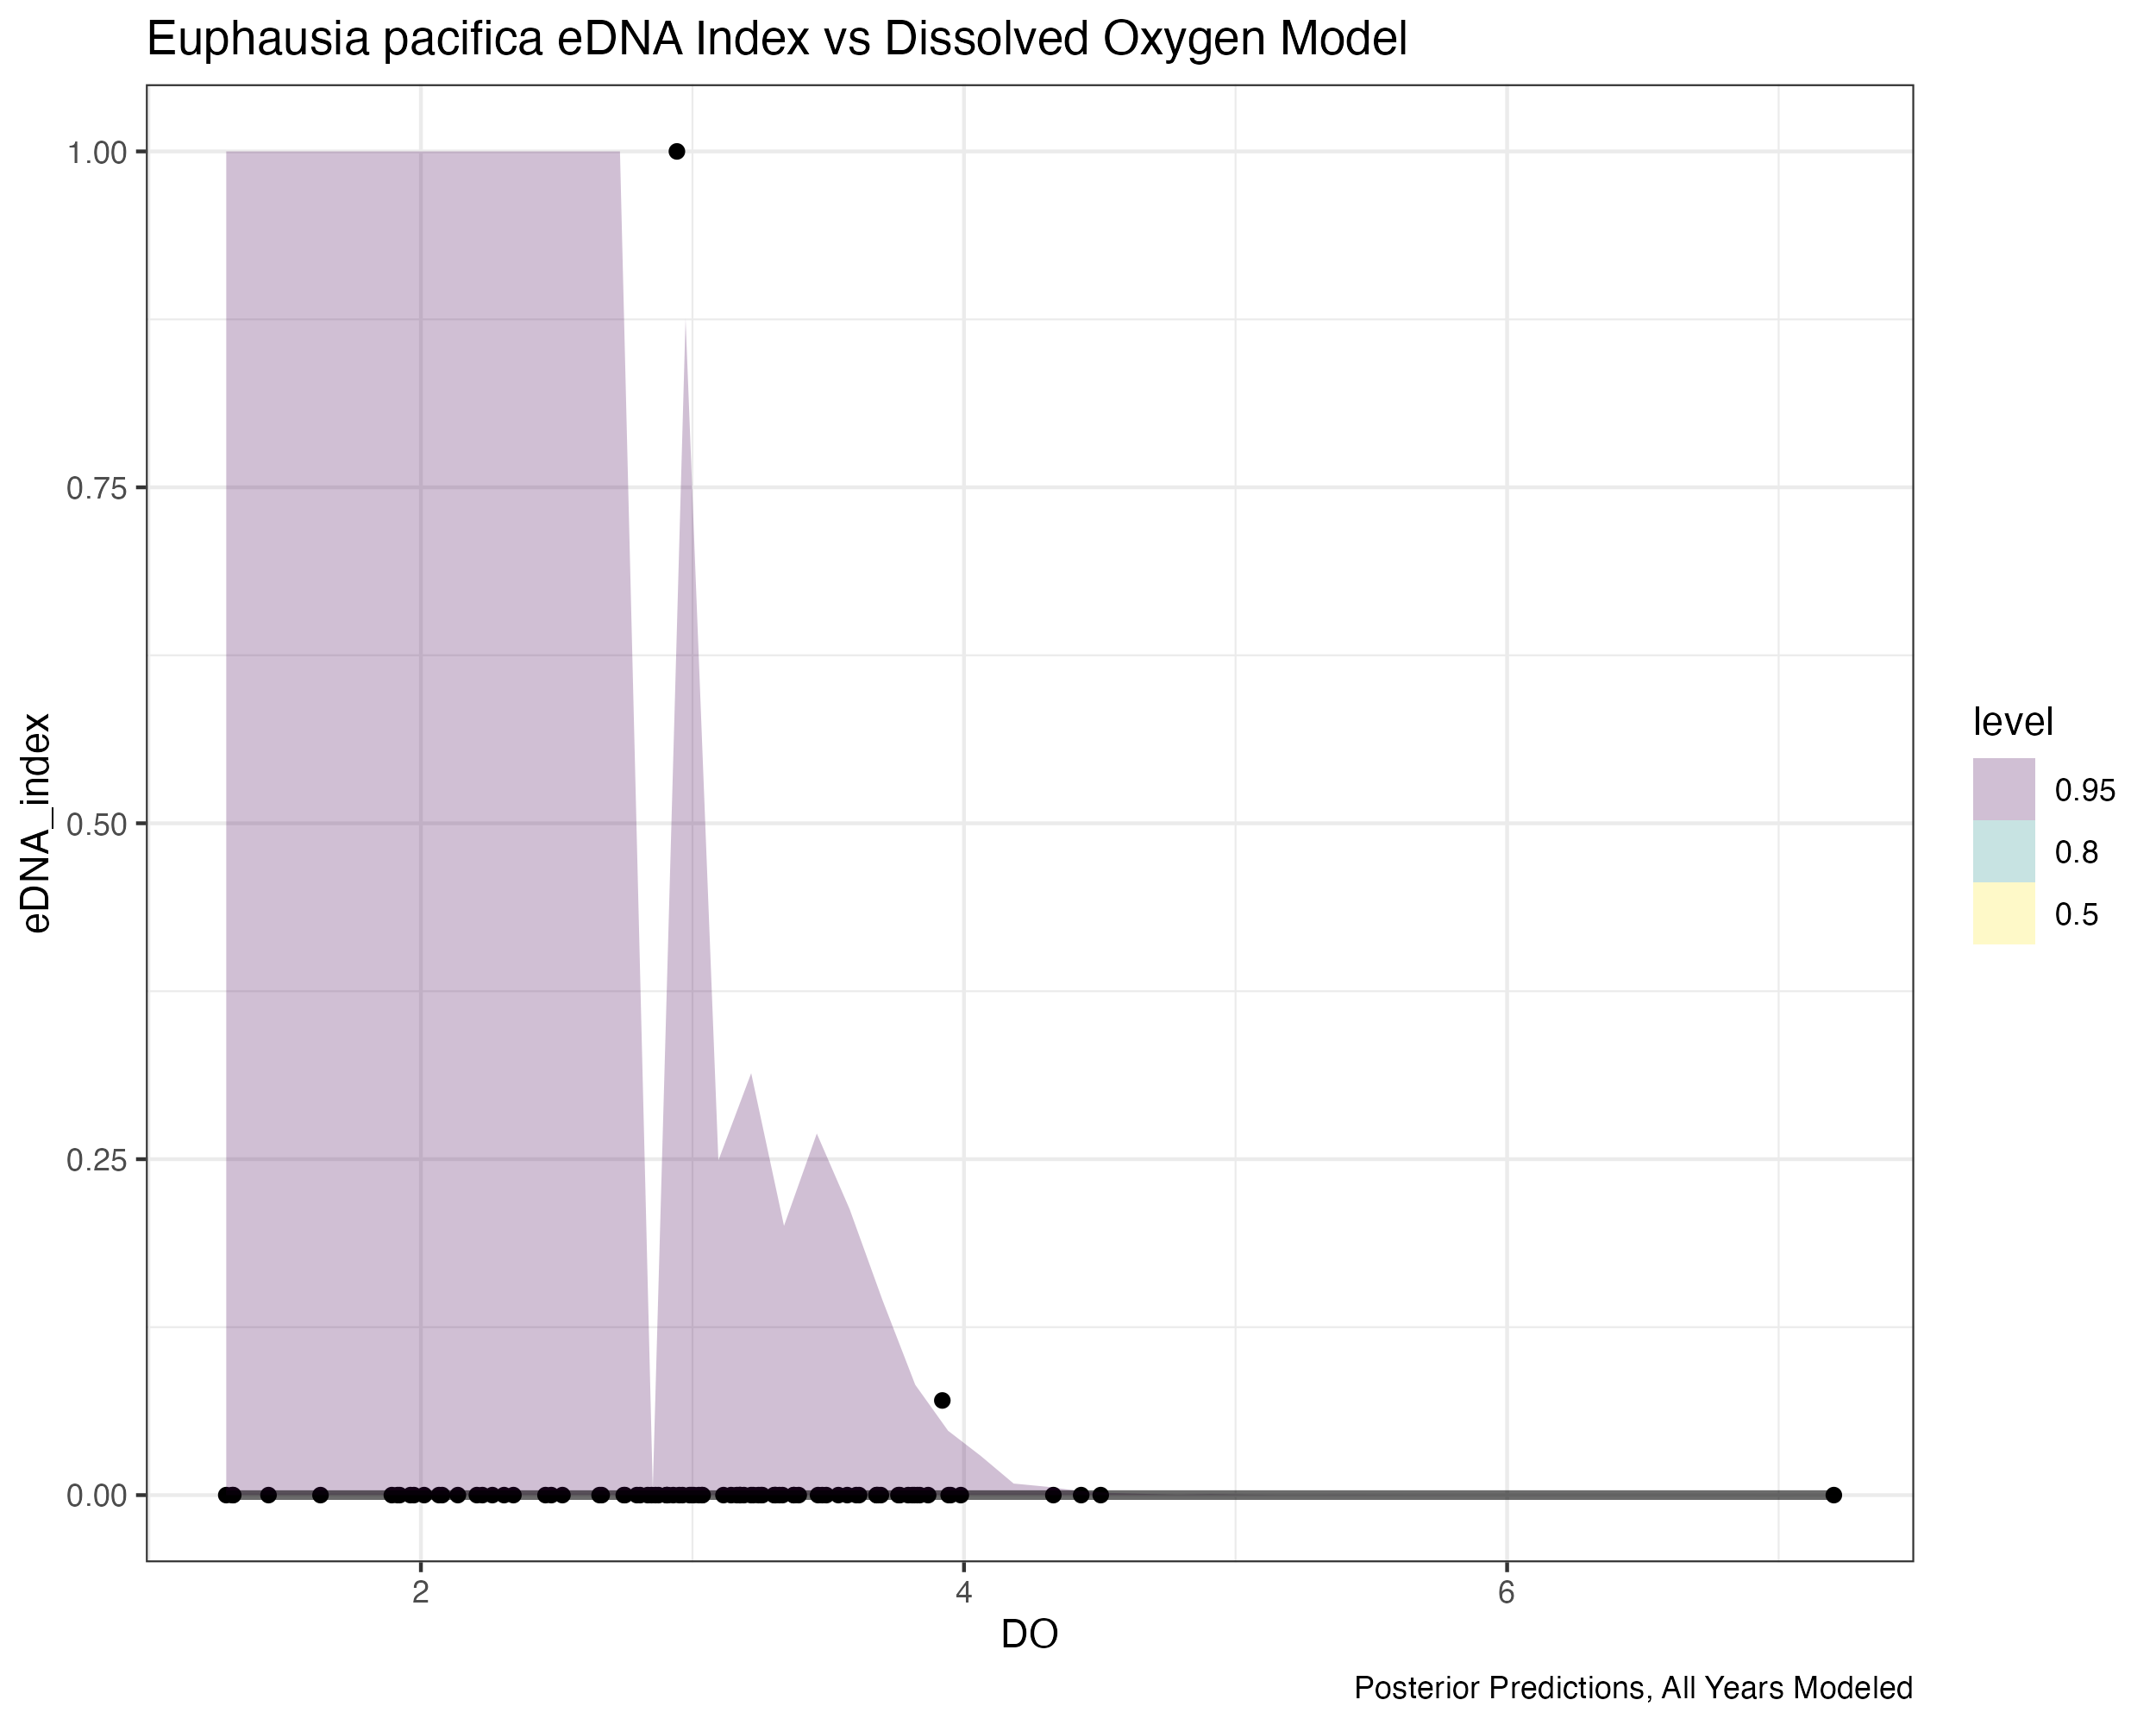 Euphausia pacifica eDNA Index vs Dissolved Oxygen Model
1.00
0.75
0.50
0.25
0.00
eDNA_index
2
4
6
DO
level
0.95
0.8
0.5
Posterior Predictions, All Years Modeled